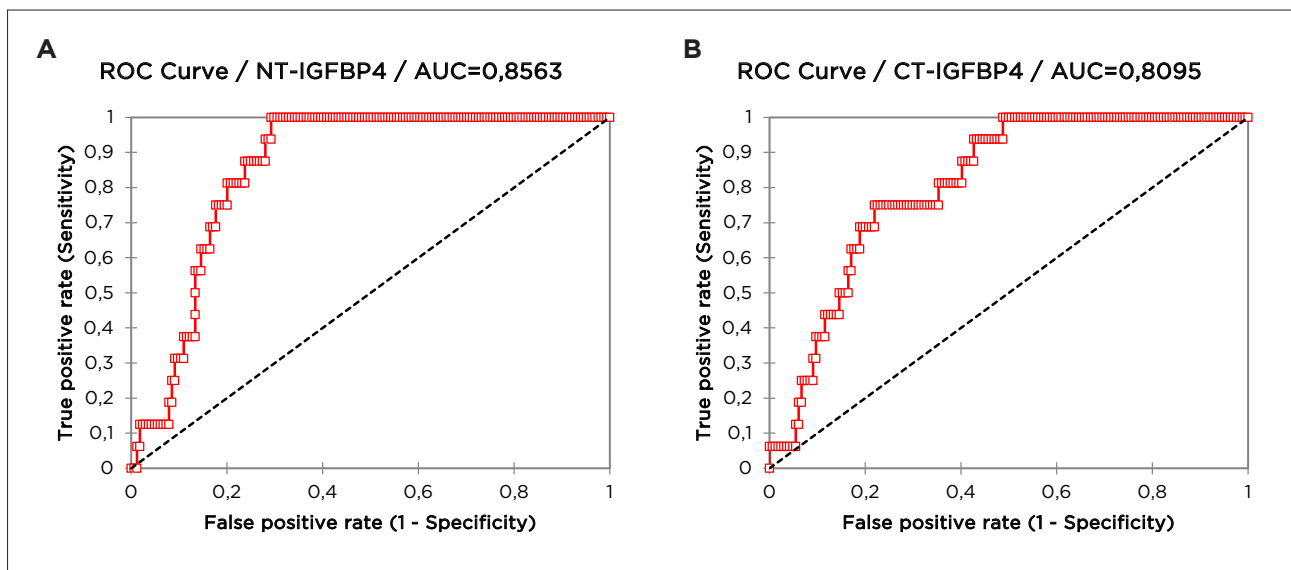 A
ROC Curve / NT-IGFBP4 / AUC=0,8563
1
0,9
0,8
0,7
0,6
0,5
0,4
0,3
0,2
0,1
0
True positive rate (Sensitivity)
0 0,2 0,4 0,6 0,8 1
False positive rate (1 - Specificity)
B
ROC Curve / CT-IGFBP4 / AUC=0,8095
1
0,9
0,8
0,7
0,6
0,5
0,4
0,3
0,2
0,1
0
True positive rate (Sensitivity)
0 0,2 0,4 0,6 0,8 1
False positive rate (1 - Specificity)